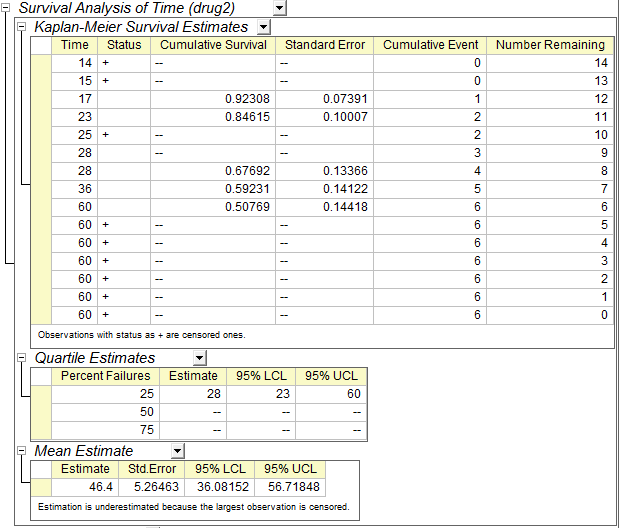 Survival Analysis of Time (drug2)
Kaplan-Meier Survival Estimates
Time Status Cumulative Survival Standard Error Cumulative Event Number Remaining
14 + -- -- 0 14
15 + -- -- 0 13
17 0.92308 0.07391 1 12
23 0.84615 0.10007 2 11
25 + -- -- 2 10
28 -- -- 3 9
28 0.67692 0.13366 4 8
36 0.59231 0.14122 5 7
60 0.50769 0.14418 6 6
60 + -- -- 6 5
60 + -- -- 6 4
60 + -- -- 6 3
60 + -- -- 6 2
60 + -- -- 6 1
60 + -- -- 6 0
Observations with status as + are censored ones.
Quartile Estimates
Percent Failures Estimate 95% LCL 95% UCL
25 28 23 60
50 -- -- --
75 -- -- --
Mean Estimate
Estimate Std.Error 95% LCL 95% UCL
46.4 5.26463 36.08152 56.71848
Estimation is underestimated because the largest observation is censored.